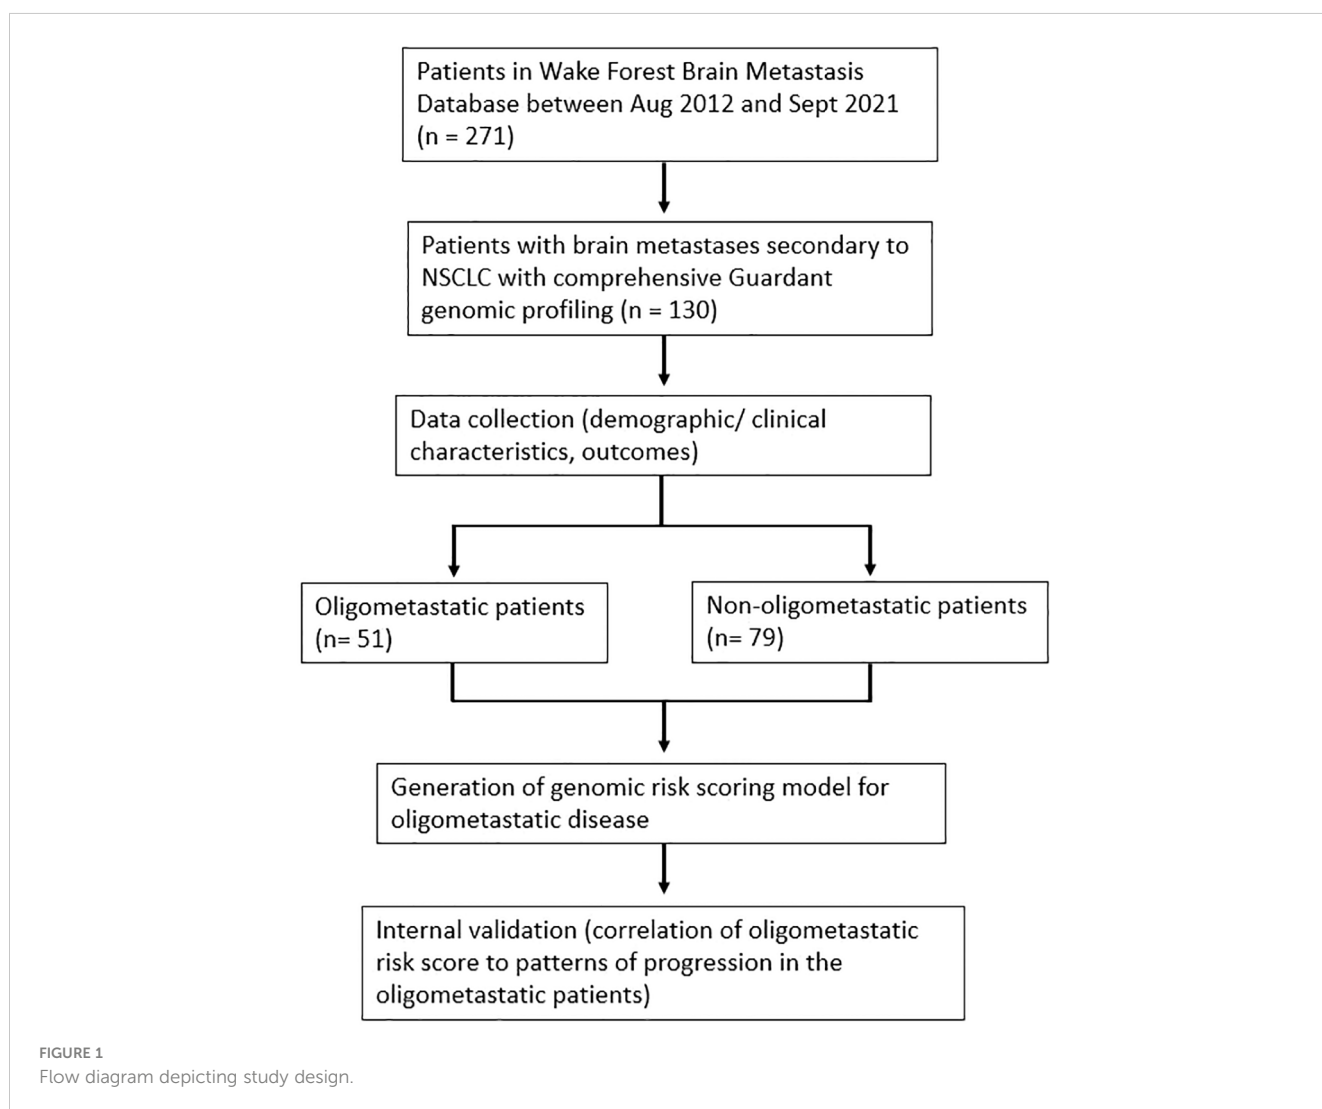 Patients in Wake Forest Brain Metastasis
Database between Aug 2012 and Sept 2021
(n = 271)
Patients with brain metastases secondary to
NSCLC with comprehensive Guardant
genomic profiling (n = 130)
Data collection (demographic/ clinical
characteristics, outcomes)
Oligometastatic patients
(n= 51)
Non-oligometastatic patients
(n= 79)
Generation of genomic risk scoring model for
oligometastatic disease
Internal validation (correlation of oligometastatic
risk score to patterns of progression in the
oligometastatic patients)
FIGURE 1
Flow diagram depicting study design.